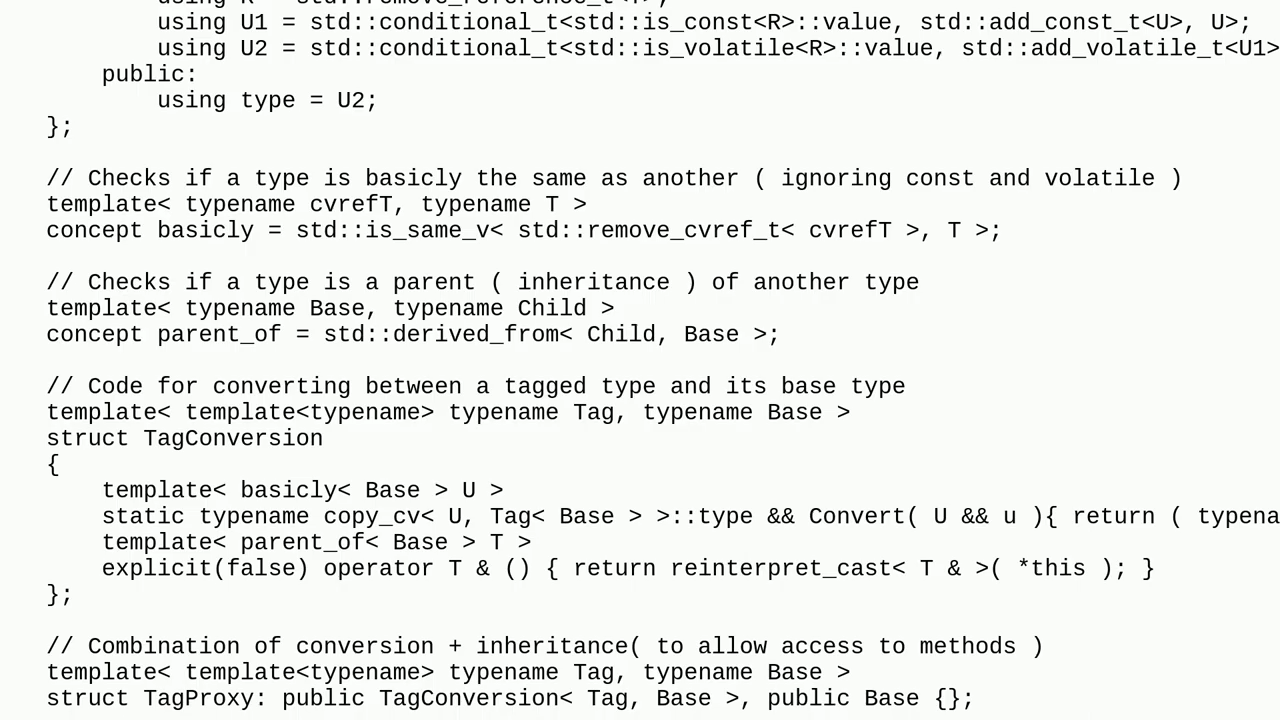 using R = std::remove_reference_t<T>;
using U1 = std::conditional_t<std::is_const<R>::value, std::add_const_t<U>, U>;
using U2 = std::conditional_t<std::is_volatile<R>::value, std::add_volatile_t<U1>
public:
using type = U2;
};
// Checks if a type is basicly the same as another ( ignoring const and volatile )
template< typename cvrefT, typename T >
concept basicly = std::is_same_v< std::remove_cvref_t< cvrefT >, T >;
// Checks if a type is a parent ( inheritance ) of another type
template< typename Base, typename Child >
concept parent_of = std::derived_from< Child, Base >;
// Code for converting between a tagged type and its base type
template< template<typename> typename Tag, typename Base >
struct TagConversion
{
template< basicly< Base > U >
static typename copy_cv< U, Tag< Base > >::type && Convert( U && u ){ return ( typena
template< parent_of< Base > T >
explicit(false) operator T & () { return reinterpret_cast< T & >( *this ); }
};
// Combination of conversion + inheritance( to allow access to methods )
template< template<typename> typename Tag, typename Base >
struct TagProxy: public TagConversion< Tag, Base >, public Base {};